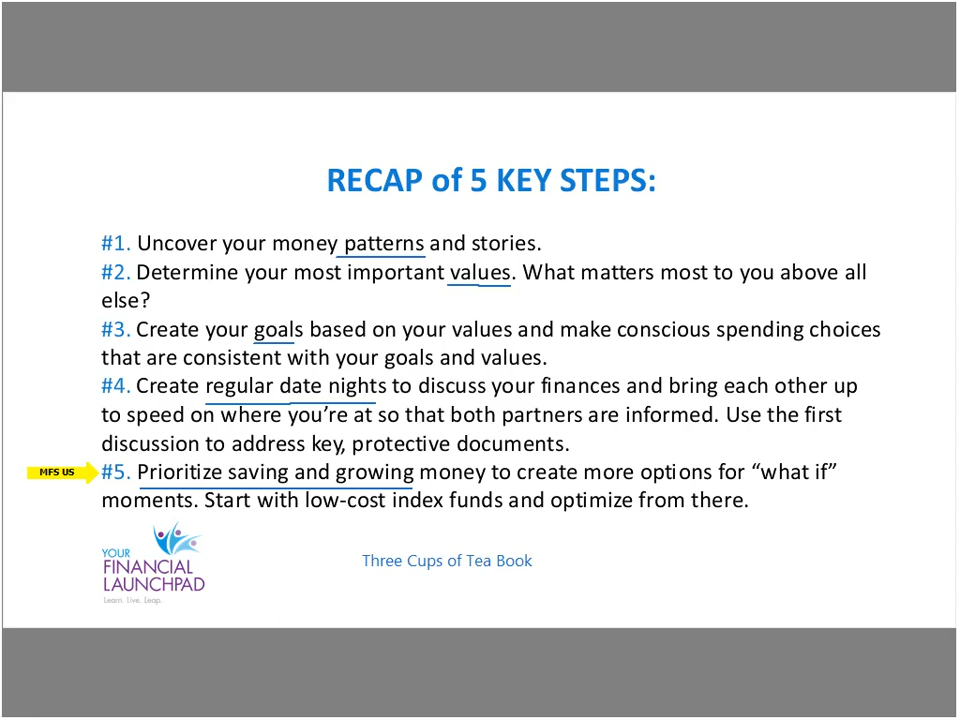 RECAP of 5 KEY STEPS:
#1. Uncover your money patterns and stories.
#2. Determine your most important values. What matters most to you above all
else?
#3. Create your goals based on your values and make conscious spending choices
that are consistent with your goals and values.
#4. Create regular date nights to discuss your finances and bring each other up
to speed on where you’re at so that both partners are informed. Use the first
discussion to address key, protective documents.
MFS US
#5. Prioritize saving and growing money to create more options for “what if”
moments. Start with low-cost index funds and optimize from there.
YOUR
FINANCIAL
LAUNCHPAD
Learn. Live. Leap.
Three Cups of Tea Book